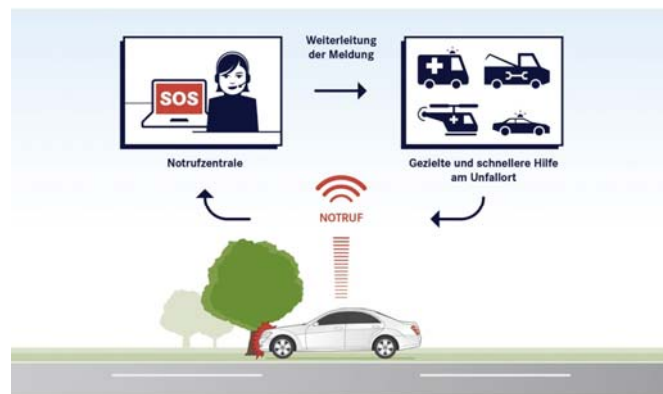 Weiterleitung
der Meldung
SOS
Notrufzentrale
Gezielte und schnellere Hilfe
am Unfallort
NOTRUF